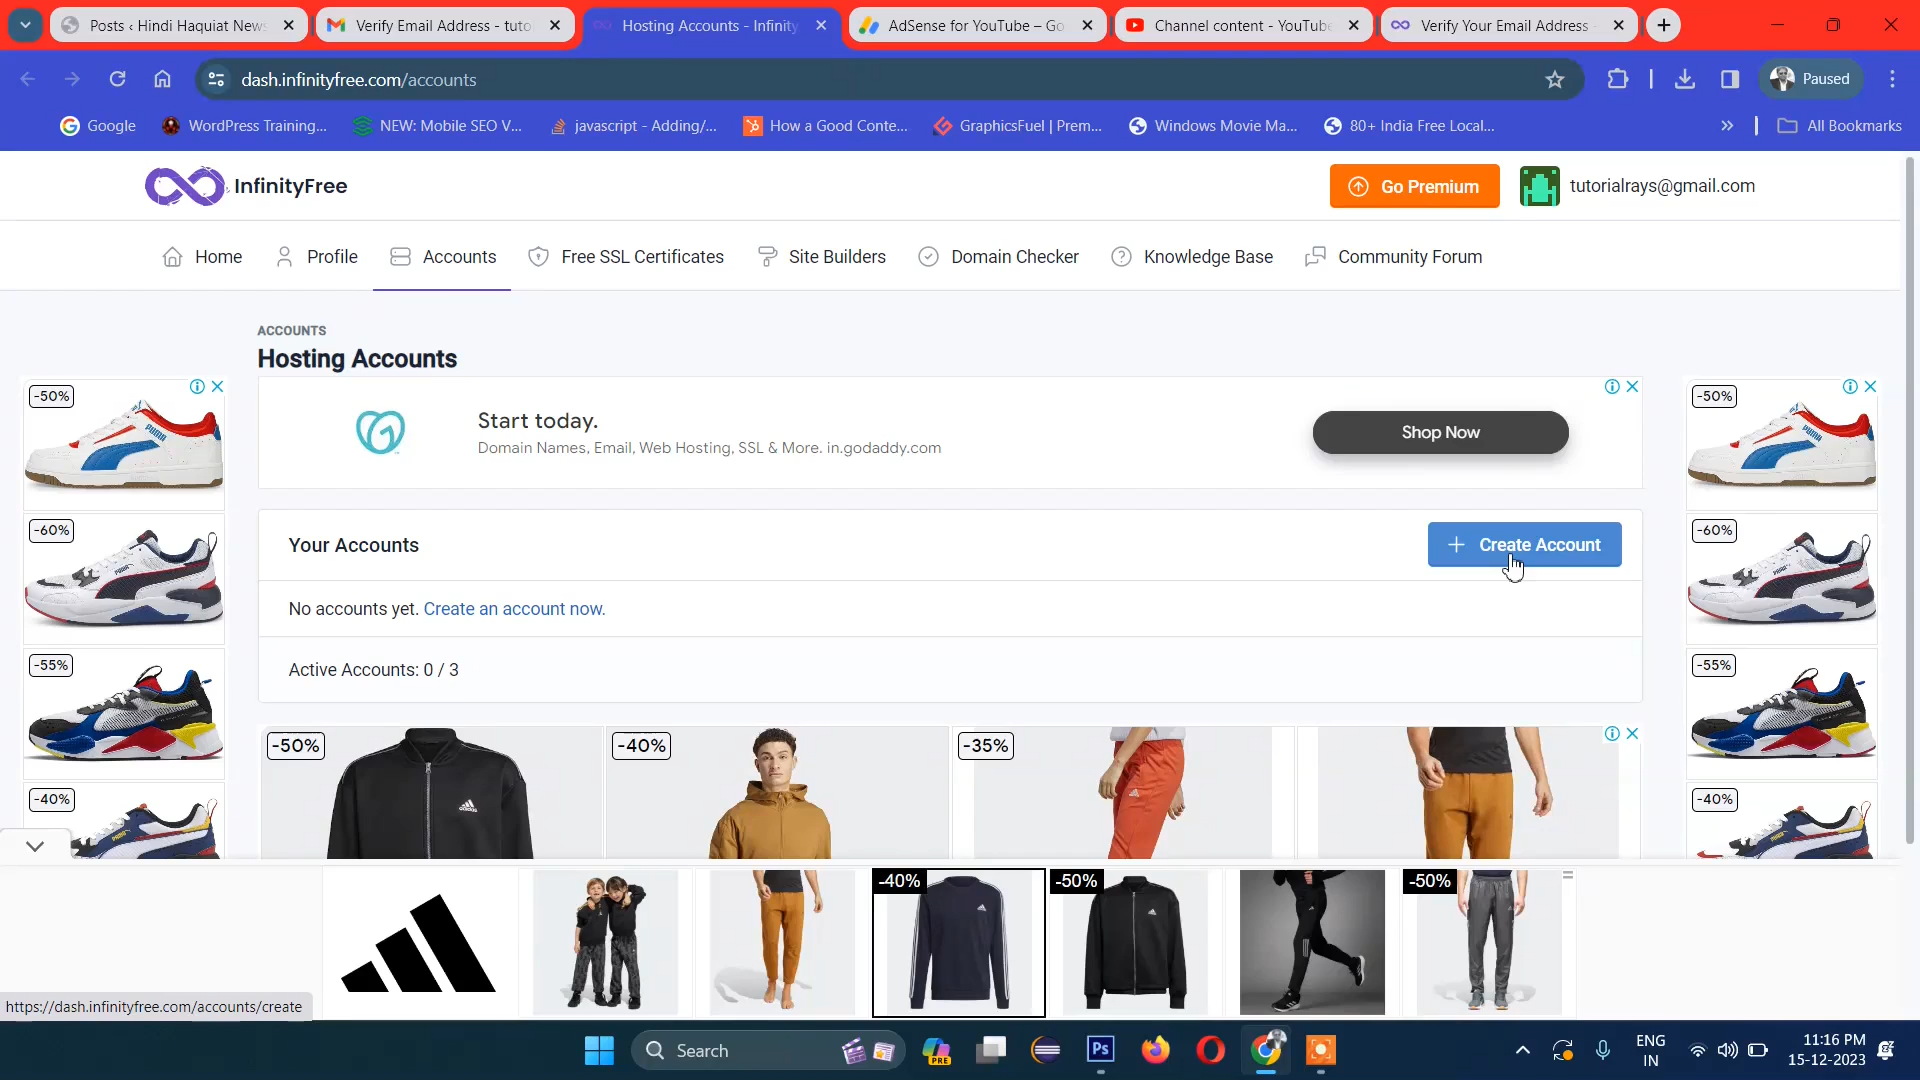 Posts ‹ Hindi Haquiat News
Verify Email Address - tuto
Hosting Accounts - Infinity
AdSense for YouTube – Go
Channel content - YouTube
Verify Your Email Address -
dash.infinityfree.com/accounts
Paused
Google
WordPress Training...
NEW: Mobile SEO V...
javascript - Adding/...
How a Good Conte...
GraphicsFuel | Prem...
Windows Movie Ma...
80+ India Free Local...
All Bookmarks
InfinityFree
Go Premium
tutorialrays@gmail.com
Home
Profile
Accounts
Free SSL Certificates
Site Builders
Domain Checker
Knowledge Base
Community Forum
ACCOUNTS
Hosting Accounts
-50%
-60%
-55%
-40%
Start today.
Domain Names, Email, Web Hosting, SSL & More. in.godaddy.com
Shop Now
-50%
-60%
-55%
-40%
Your Accounts
+ Create Account
No accounts yet. Create an account now.
Active Accounts: 0 / 3
-50%
-40%
-35%
-40%
-50%
-50%
https://dash.infinityfree.com/accounts/create
Search
PRE
Ps
ENG
IN
11:16 PM
15-12-2023